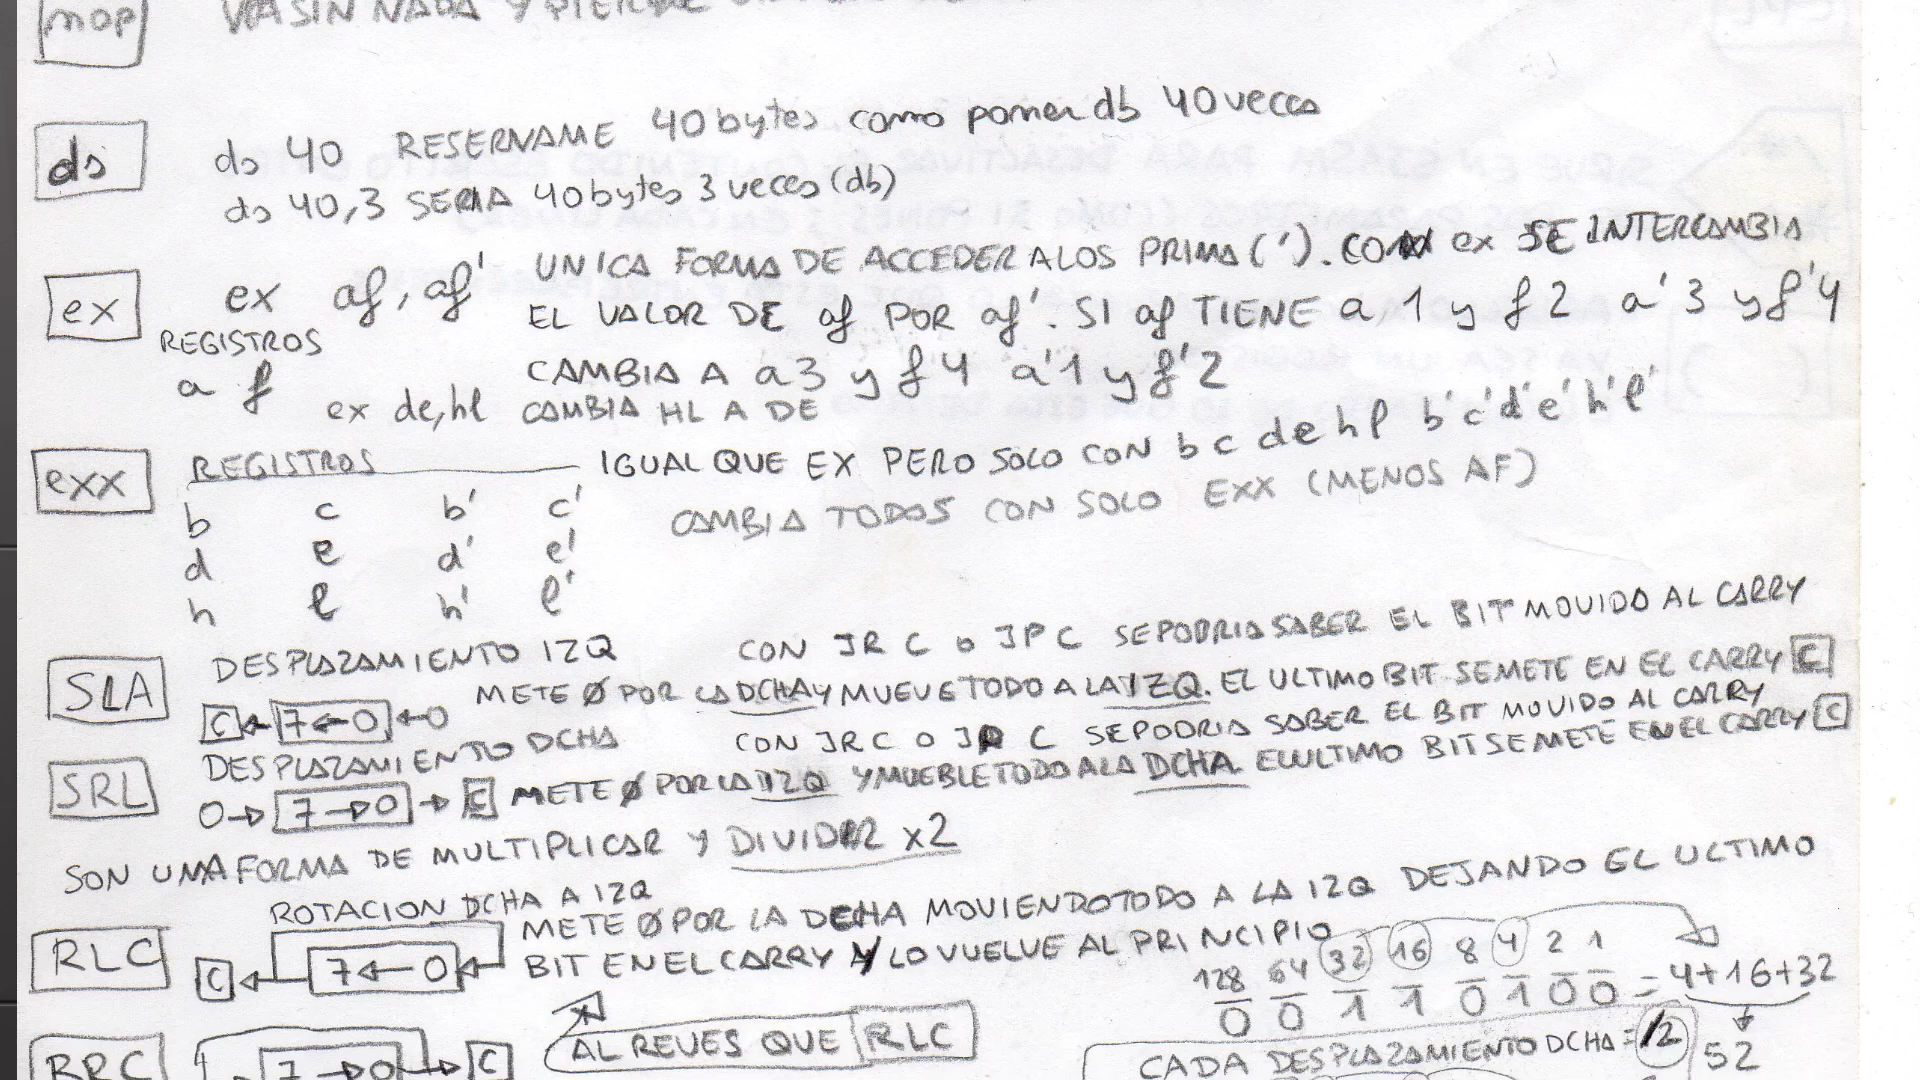 nop VA SIN NADA Y PIERDE
ds ds 40 RESERVAME 40 bytes como poner db 40 veces
ds 40,3 SERIA 40 bytes 3 veces (db)
ex ex af, af' UNICA FORMA DE ACCEDER A LOS PRIMA ('). CON ex SE INTERCAMBIA
EL VALOR DE af POR af'. SI af TIENE a 1 y f 2 a' 3 y f' 4
REGISTROS
a f CAMBIA A a 3 y f 4 a' 1 y f' 2
ex de,hl CAMBIA HL A DE
exx REGISTROS IGUAL QUE EX PERO SOLO CON b c d e h l b' c' d' e' h' l'
b c b' c' CAMBIA TODOS CON SOLO EXX (MENOS AF)
d e d' e'
h l h' l'
SLA DESPLAZAMIENTO IZQ CON JR C o JP C SE PODRIA SABER EL BIT MOVIDO AL CARRY
C ← 7 ← 0 ← 0 METE Ø POR LA DCHA Y MUEVE TODO A LA IZQ. EL ULTIMO BIT SE METE EN EL CARRY C
SRL DESPLAZAMIENTO DCHA CON JR C O JP C SE PODRIA SABER EL BIT MOVIDO AL CARRY
0 → 7 → 0 → C METE Ø POR LA IZQ Y MUEBLE TODO A LA DCHA EL ULTIMO BIT SE METE EN EL CARRY C
SON UNA FORMA DE MULTIPLICAR Y DIVIDIR x2
ROTACION DCHA A IZQ
RLC C ← 7 ← 0 METE Ø POR LA DECHA MOVIENDO TODO A LA IZQ DEJANDO EL ULTIMO
BIT EN EL CARRY Y LO VUELVE AL PRINCIPIO
128 64 32 16 8 4 2 1
0 0 1 1 0 1 0 0 = 4+16+32
52
RRC 7 → 0 → C AL REVES QUE RLC
CADA DESPLAZAMIENTO DCHA = /2